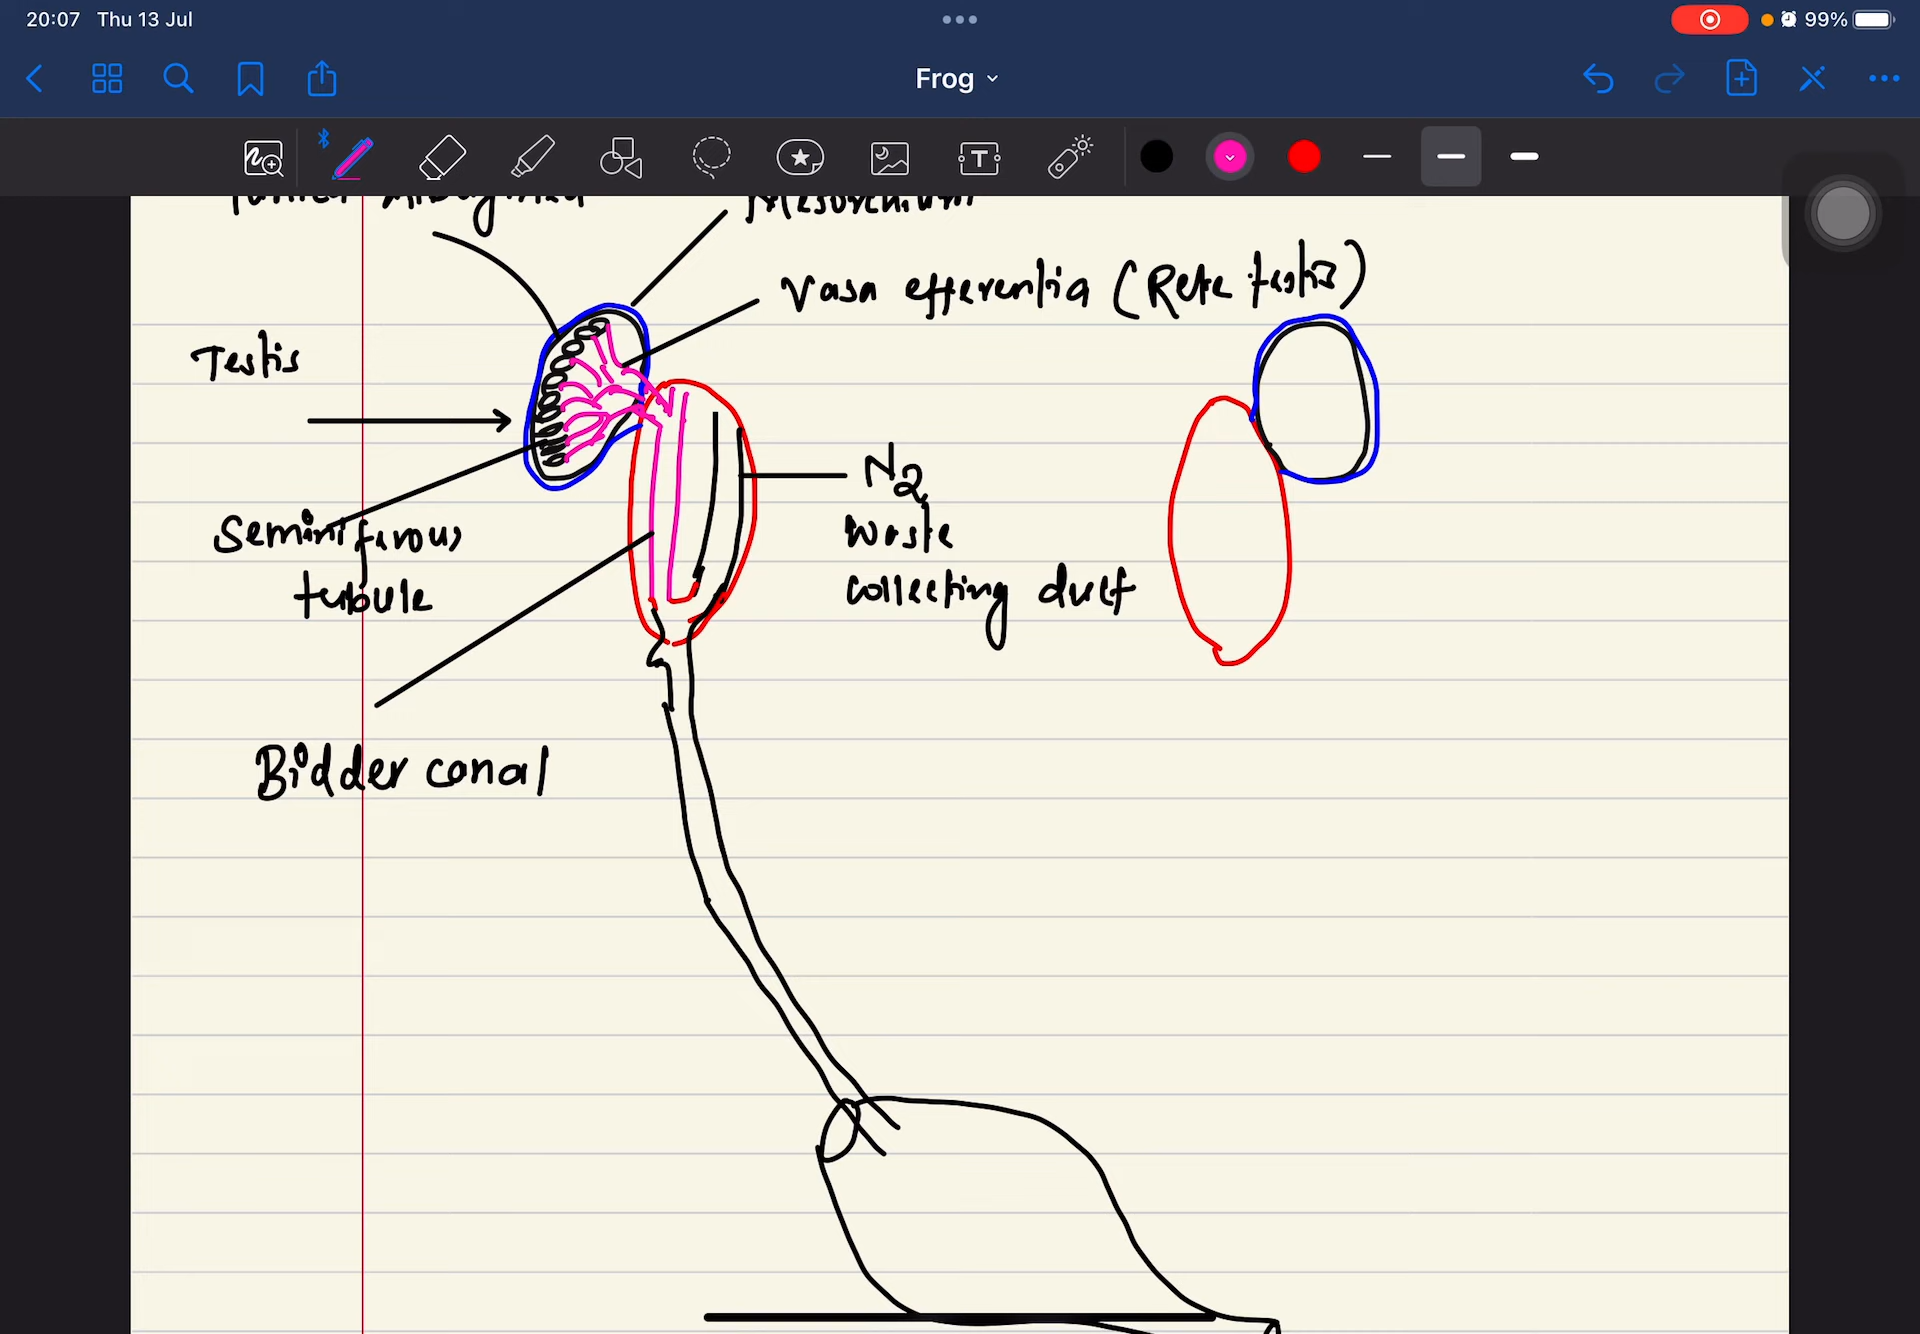 20:07 Thu 13 Jul
99%
Frog
T
Mesorchium
Vasa efferentia (Rete testis)
Testis
N2
waste
collecting duct
Seminiferous
tubule
Bidder canal